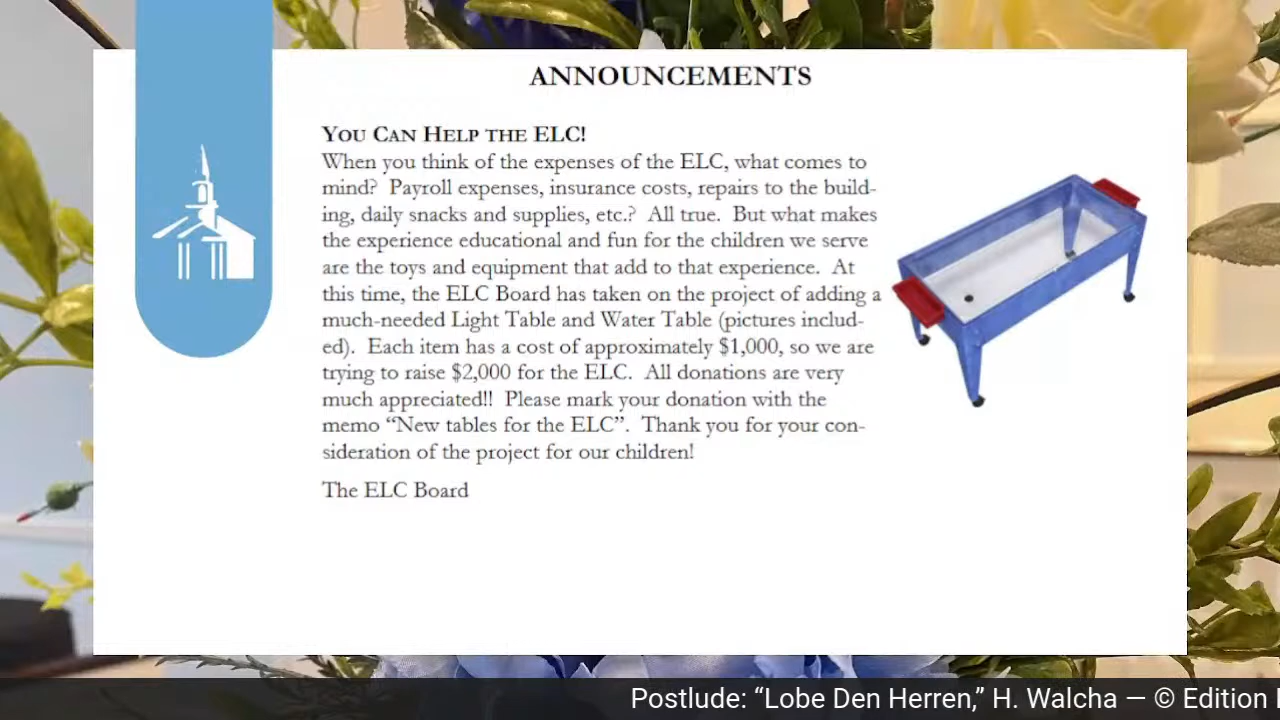 ANNOUNCEMENTS
YOU CAN HELP THE ELC!
When you think of the expenses of the ELC, what comes to
mind?  Payroll expenses, insurance costs, repairs to the build-
ing, daily snacks and supplies, etc.?  All true.  But what makes
the experience educational and fun for the children we serve
are the toys and equipment that add to that experience.  At
this time, the ELC Board has taken on the project of adding a
much-needed Light Table and Water Table (pictures includ-
ed).  Each item has a cost of approximately $1,000, so we are
trying to raise $2,000 for the ELC.  All donations are very
much appreciated!!  Please mark your donation with the
memo “New tables for the ELC”.  Thank you for your con-
sideration of the project for our children!
The ELC Board
Postlude: “Lobe Den Herren,” H. Walcha — © Edition